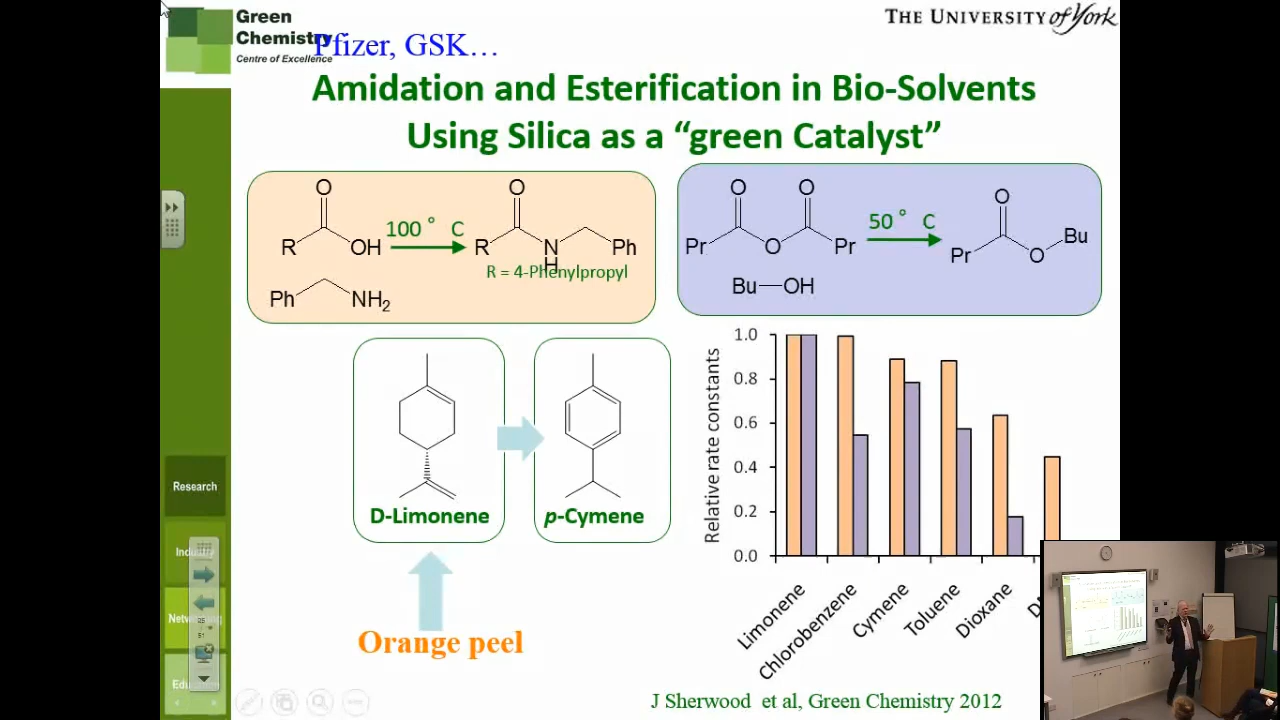 Green
Chemistry
Centre of Excellence
THE UNIVERSITY of York
Pfizer, GSK…
Amidation and Esterification in Bio-Solvents
Using Silica as a “green Catalyst”
O
R
OH
100° C
Ph
NH2
O
R
N
H
Ph
R = 4-Phenylpropyl
O
O
Pr
O
Pr
Bu—OH
50° C
O
Pr
O
Bu
D-Limonene
p-Cymene
Orange peel
Relative rate constants
1.0
0.8
0.6
0.4
0.2
0.0
Limonene
Chlorobenzene
Cymene
Toluene
Dioxane
J Sherwood et al, Green Chemistry 2012
Research
25
51